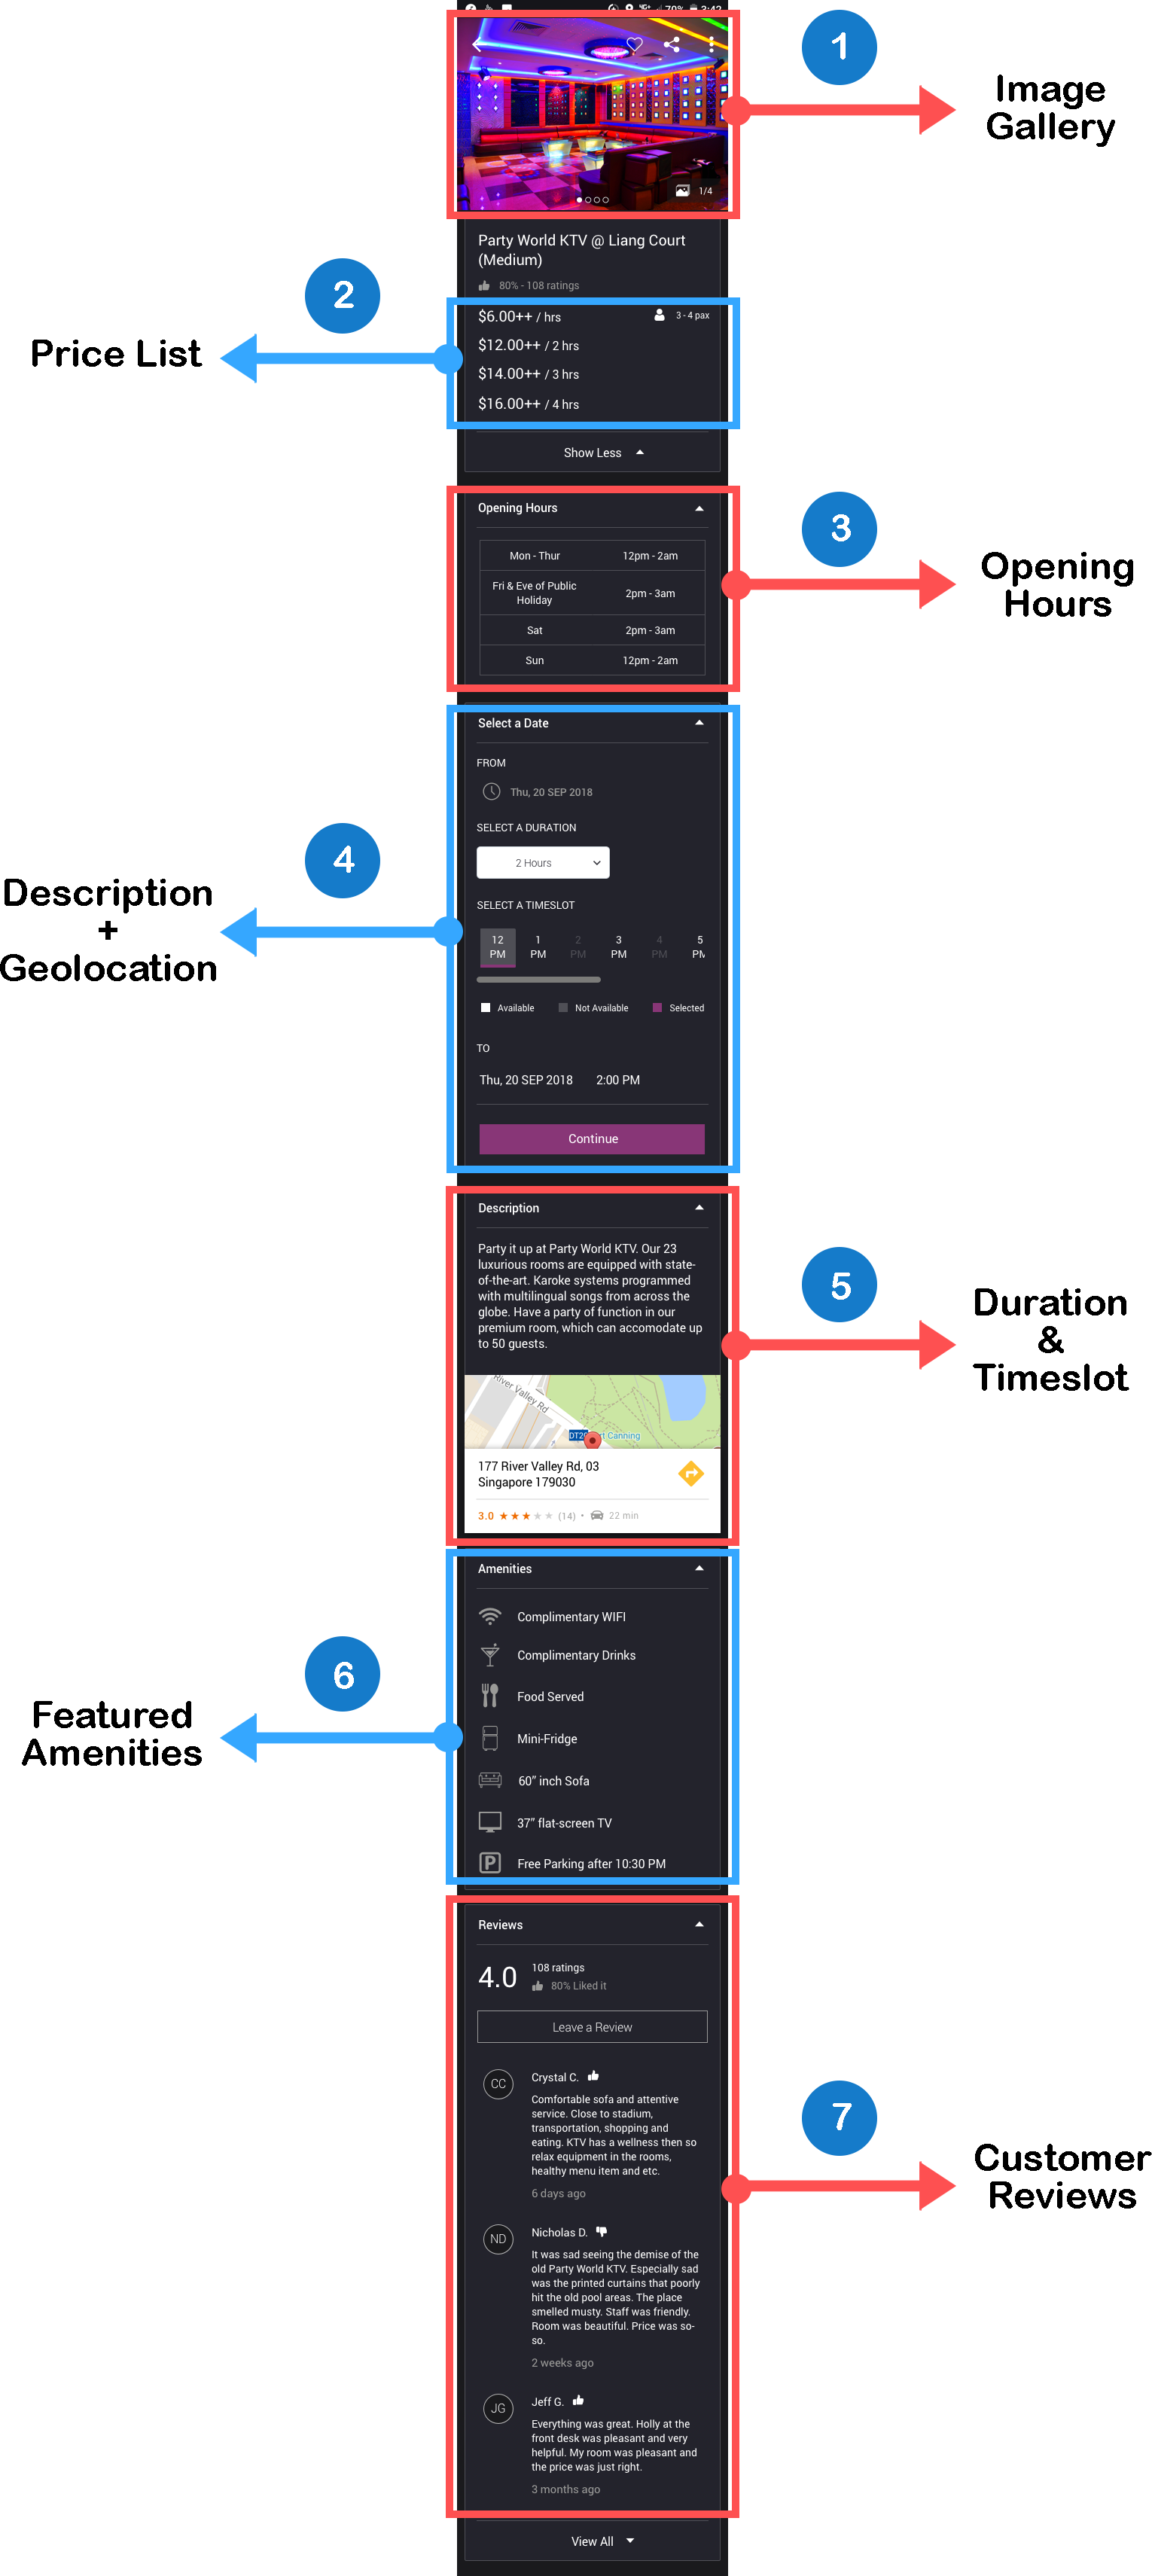 70% 3:42
1
Image
Gallery
1/4
Party World KTV @ Liang Court
(Medium)
80% - 108 ratings
2
Price List
$6.00++ / hrs
3 - 4 pax
$12.00++ / 2 hrs
$14.00++ / 3 hrs
$16.00++ / 4 hrs
Show Less
3
Opening
Hours
Opening Hours
Mon - Thur 12pm - 2am
Fri & Eve of Public
Holiday
2pm - 3am
Sat 2pm - 3am
Sun 12pm - 2am
4
Description
+
Geolocation
Select a Date
FROM
Thu, 20 SEP 2018
SELECT A DURATION
2 Hours
SELECT A TIMESLOT
12 1 2 3 4 5
PM PM PM PM PM PM
Available Not Available Selected
TO
Thu, 20 SEP 2018 2:00 PM
Continue
5
Duration
&
Timeslot
Description
Party it up at Party World KTV. Our 23
luxurious rooms are equipped with state-
of-the-art. Karoke systems programmed
with multilingual songs from across the
globe. Have a party of function in our
premium room, which can accomodate up
to 50 guests.
River Valley Rd
DT20 rt Canning
177 River Valley Rd, 03
Singapore 179030
3.0 (14) • 22 min
6
Featured
Amenities
Amenities
Complimentary WIFI
Complimentary Drinks
Food Served
Mini-Fridge
60” inch Sofa
37” flat-screen TV
P Free Parking after 10:30 PM
7
Customer
Reviews
Reviews
4.0
108 ratings
80% Liked it
Leave a Review
CC
Crystal C.
Comfortable sofa and attentive
service. Close to stadium,
transportation, shopping and
eating. KTV has a wellness then so
relax equipment in the rooms,
healthy menu item and etc.
6 days ago
ND
Nicholas D.
It was sad seeing the demise of the
old Party World KTV. Especially sad
was the printed curtains that poorly
hit the old pool areas. The place
smelled musty. Staff was friendly.
Room was beautiful. Price was so-
so.
2 weeks ago
JG
Jeff G.
Everything was great. Holly at the
front desk was pleasant and very
helpful. My room was pleasant and
the price was just right.
3 months ago
View All